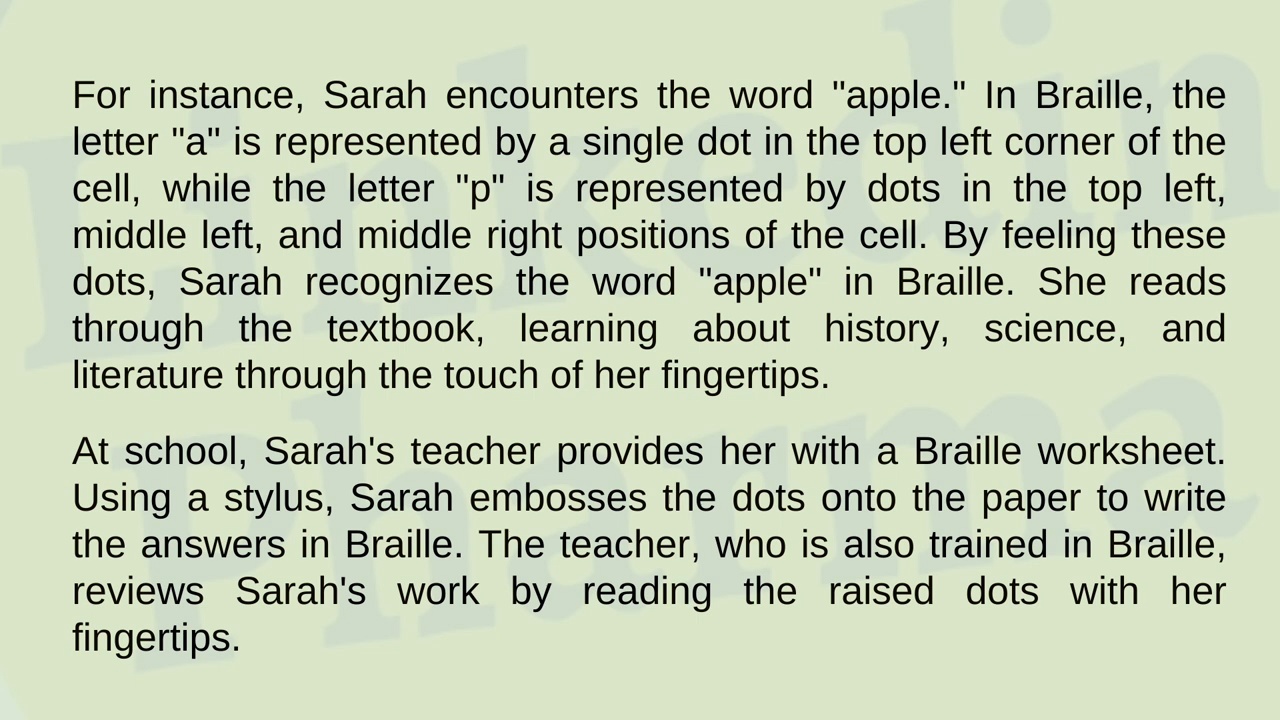 For instance, Sarah encounters the word "apple." In Braille, the
letter "a" is represented by a single dot in the top left corner of the
cell, while the letter "p" is represented by dots in the top left,
middle left, and middle right positions of the cell. By feeling these
dots, Sarah recognizes the word "apple" in Braille. She reads
through the textbook, learning about history, science, and
literature through the touch of her fingertips.
At school, Sarah's teacher provides her with a Braille worksheet.
Using a stylus, Sarah embosses the dots onto the paper to write
the answers in Braille. The teacher, who is also trained in Braille,
reviews Sarah's work by reading the raised dots with her
fingertips.
Linkedin
Pharma